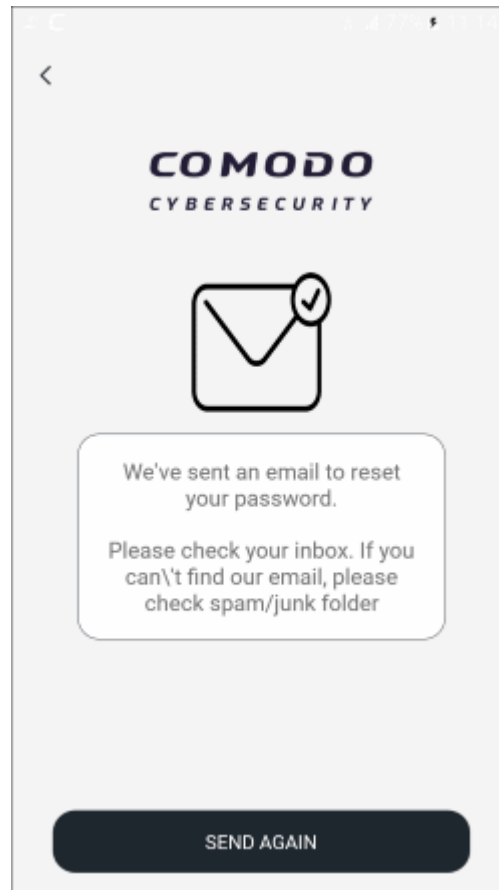 COMODO
CYBERSECURITY
We've sent an email to reset
your password.
Please check your inbox. If you
can\'t find our email, please
check spam/junk folder
SEND AGAIN